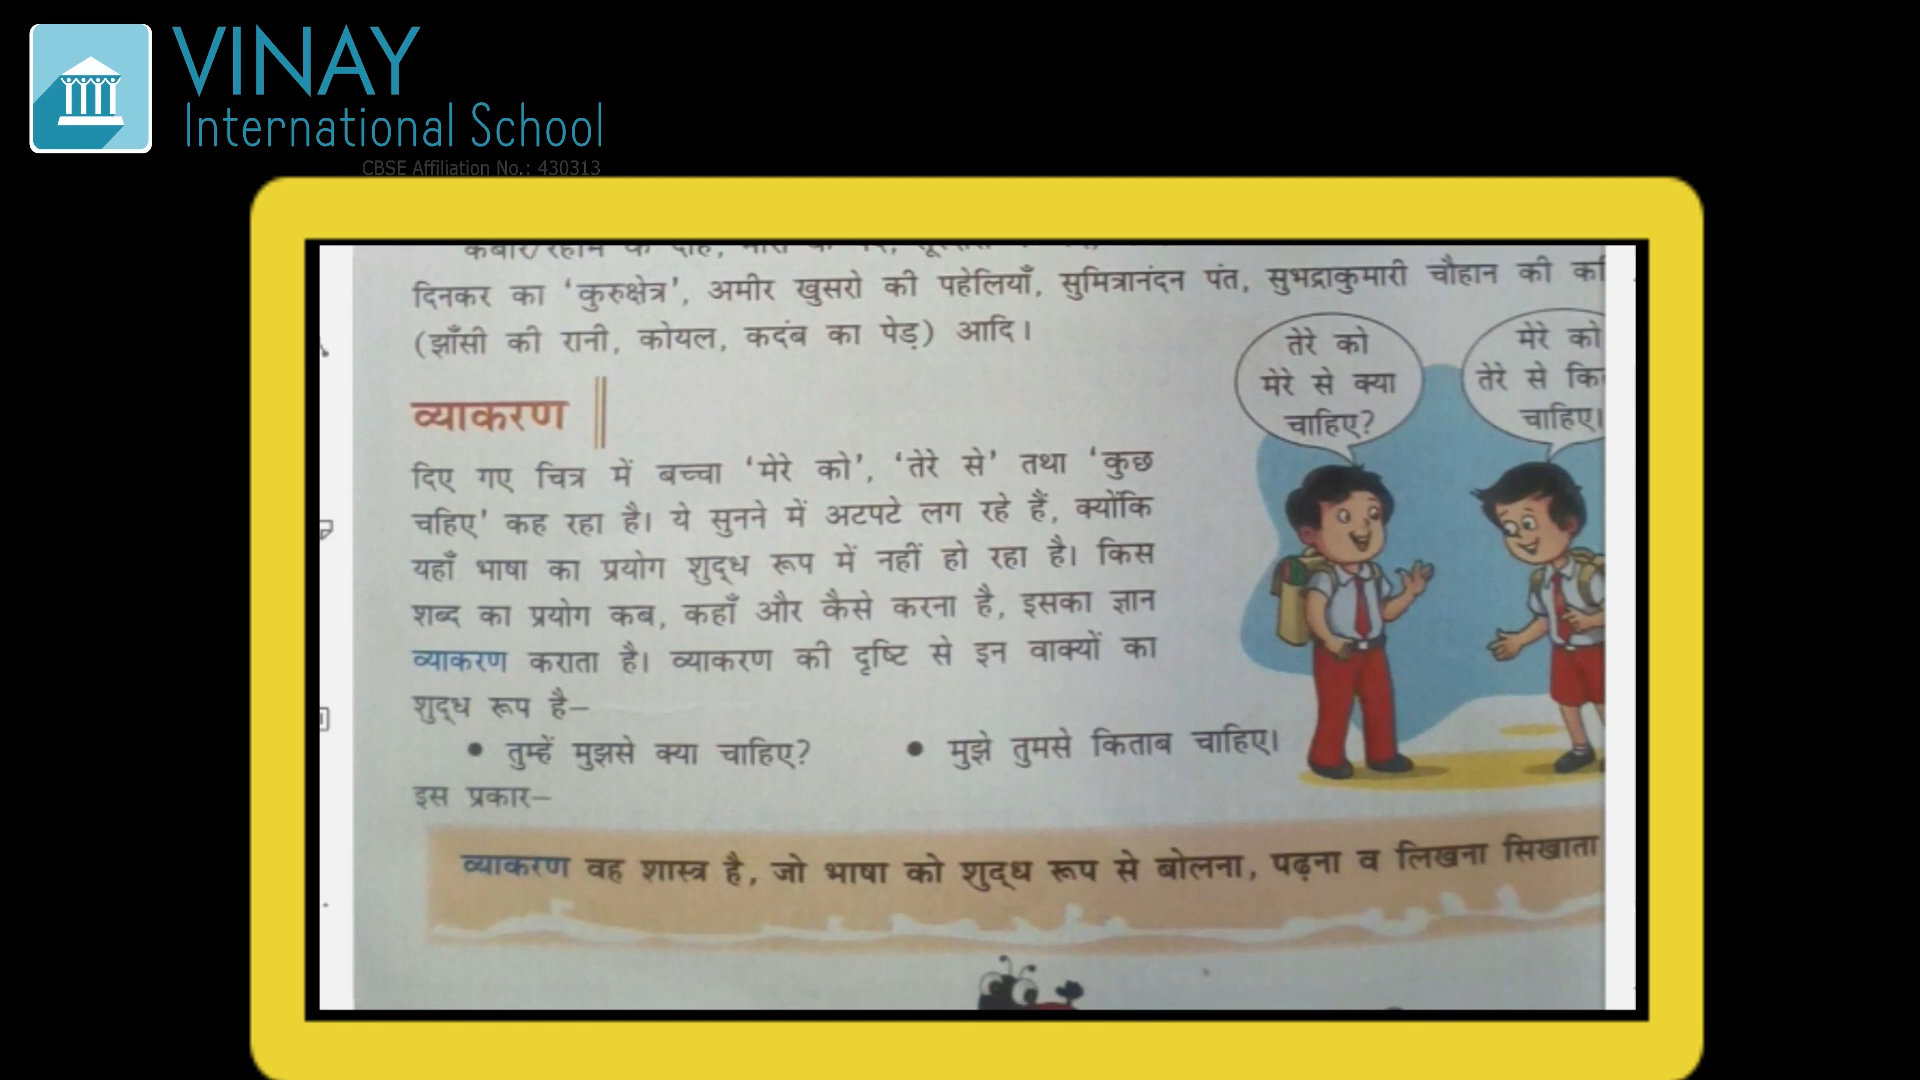 VINAY
International School
CBSE Affiliation No.: 430313
दिनकर का ‘कुरुक्षेत्र’, अमीर खुसरो की पहेलियाँ, सुमित्रानंदन पंत, सुभद्राकुमारी चौहान की
(झाँसी की रानी, कोयल, कदंब का पेड़) आदि।
तेरे को
मेरे से क्या
चाहिए?
मेरे को
तेरे से
चाहिए।
व्याकरण
दिए गए चित्र में बच्चा ‘मेरे को’, ‘तेरे से’ तथा ‘कुछ
चहिए’ कह रहा है। ये सुनने में अटपटे लग रहे हैं, क्योंकि
यहाँ भाषा का प्रयोग शुद्ध रूप में नहीं हो रहा है। किस
शब्द का प्रयोग कब, कहाँ और कैसे करना है, इसका ज्ञान
व्याकरण कराता है। व्याकरण की दृष्टि से इन वाक्यों का
शुद्ध रूप है–
• तुम्हें मुझसे क्या चाहिए? • मुझे तुमसे किताब चाहिए।
इस प्रकार–
व्याकरण वह शास्त्र है, जो भाषा को शुद्ध रूप से बोलना, पढ़ना व लिखना सिखाता